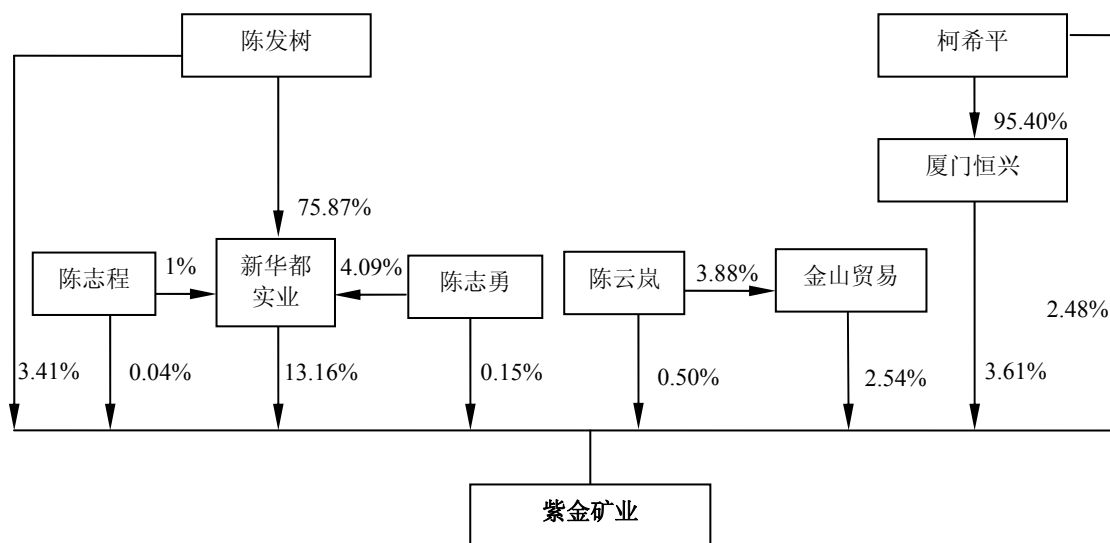 陈发树
柯希平
95.40%
厦门恒兴
75.87%
陈志程
1%
新华都
实业
4.09%
陈志勇
陈云岚
3.88%
金山贸易
2.48%
3.41%
0.04%
13.16%
0.15%
0.50%
2.54%
3.61%
紫金矿业